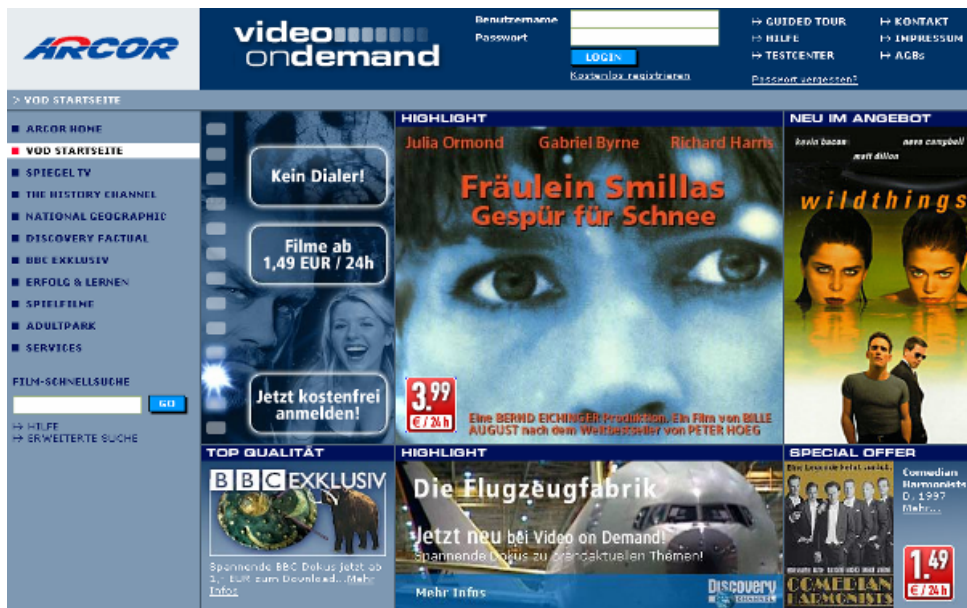 ARCOR
video
ondemand
Benutzername
Passwort
LOGIN
Kostenlos registrieren
GUIDED TOUR
HILFE
TESTCENTER
Passwort vergessen?
KONTAKT
IMPRESSUM
AGBs
> VOD STARTSEITE
ARCOR HOME
VOD STARTSEITE
SPIEGEL TV
THE HISTORY CHANNEL
NATIONAL GEOGRAPHIC
DISCOVERY FACTUAL
BBC EXKLUSIV
ERFOLG & LERNEN
SPIELFILME
ADULTPARK
SERVICES
FILM-SCHNELLSUCHE
GO
HILFE
ERWEITERTE SUCHE
Kein Dialer!
Filme ab
1,49 EUR / 24h
Jetzt kostenfrei
anmelden!
HIGHLIGHT
Julia Ormond Gabriel Byrne Richard Harris
Fräulein Smillas
Gespür für Schnee
3.99
€ / 24 h
Eine BERND EICHINGER Produktion. Ein Film von BILLE
AUGUST nach dem Weltbestseller von PETER HOEG
NEU IM ANGEBOT
kevin bacon neve campbell
matt dillon
wildthings
TOP QUALITÄT
BBC EXKLUSIV
Spannende BBC Dokus jetzt ab
1,- EUR zum Download...Mehr
Infos
HIGHLIGHT
Die Flugzeugfabrik
Jetzt neu bei Video on Demand!
Spannende Dokus zu brandaktuellen Themen!
Mehr Infos
Discovery
CHANNEL
SPECIAL OFFER
Eine Legende kehrt zurück.
COMEDIAN
HARMONISTS
Comedian
Harmonists
D, 1997
Mehr...
1.49
€ / 24 h